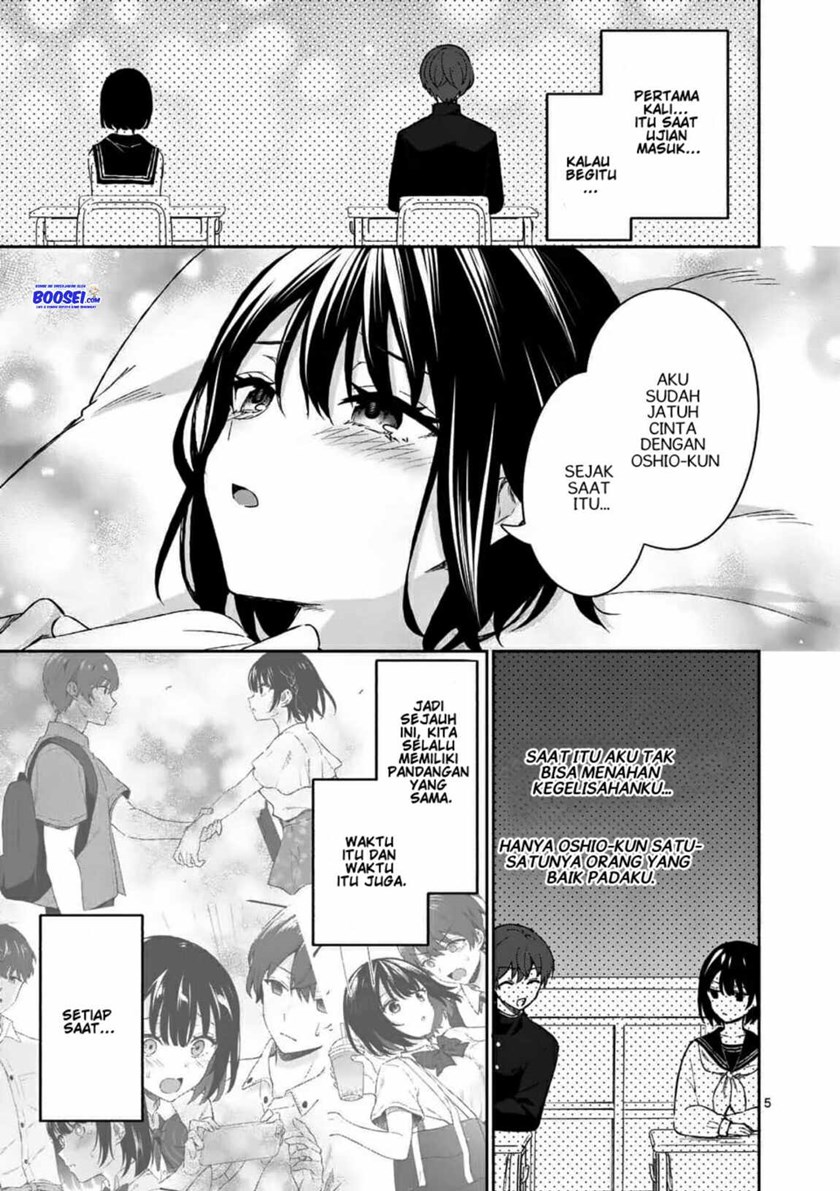 PERTAMA
KALI...
ITU SAAT
UJIAN
MASUK...
KALAU
BEGITU
...
BOOSEI.COM
AKU
SUDAH
JATUH
CINTA
DENGAN
OSHIO-KUN
SEJAK
SAAT
ITU...
SAAT ITU AKU TAK
BISA MENAHAN
KEGELISAHANKU...
HANYA OSHIO-KUN SATU-
SATUNYA ORANG YANG
BAIK PADAKU.
JADI
SEJAUH
INI, KITA
SELALU
MEMILIKI
PANDANGAN
YANG
SAMA.
WAKTU
ITU DAN
WAKTU
ITU JUGA.
SETIAP
SAAT...
5